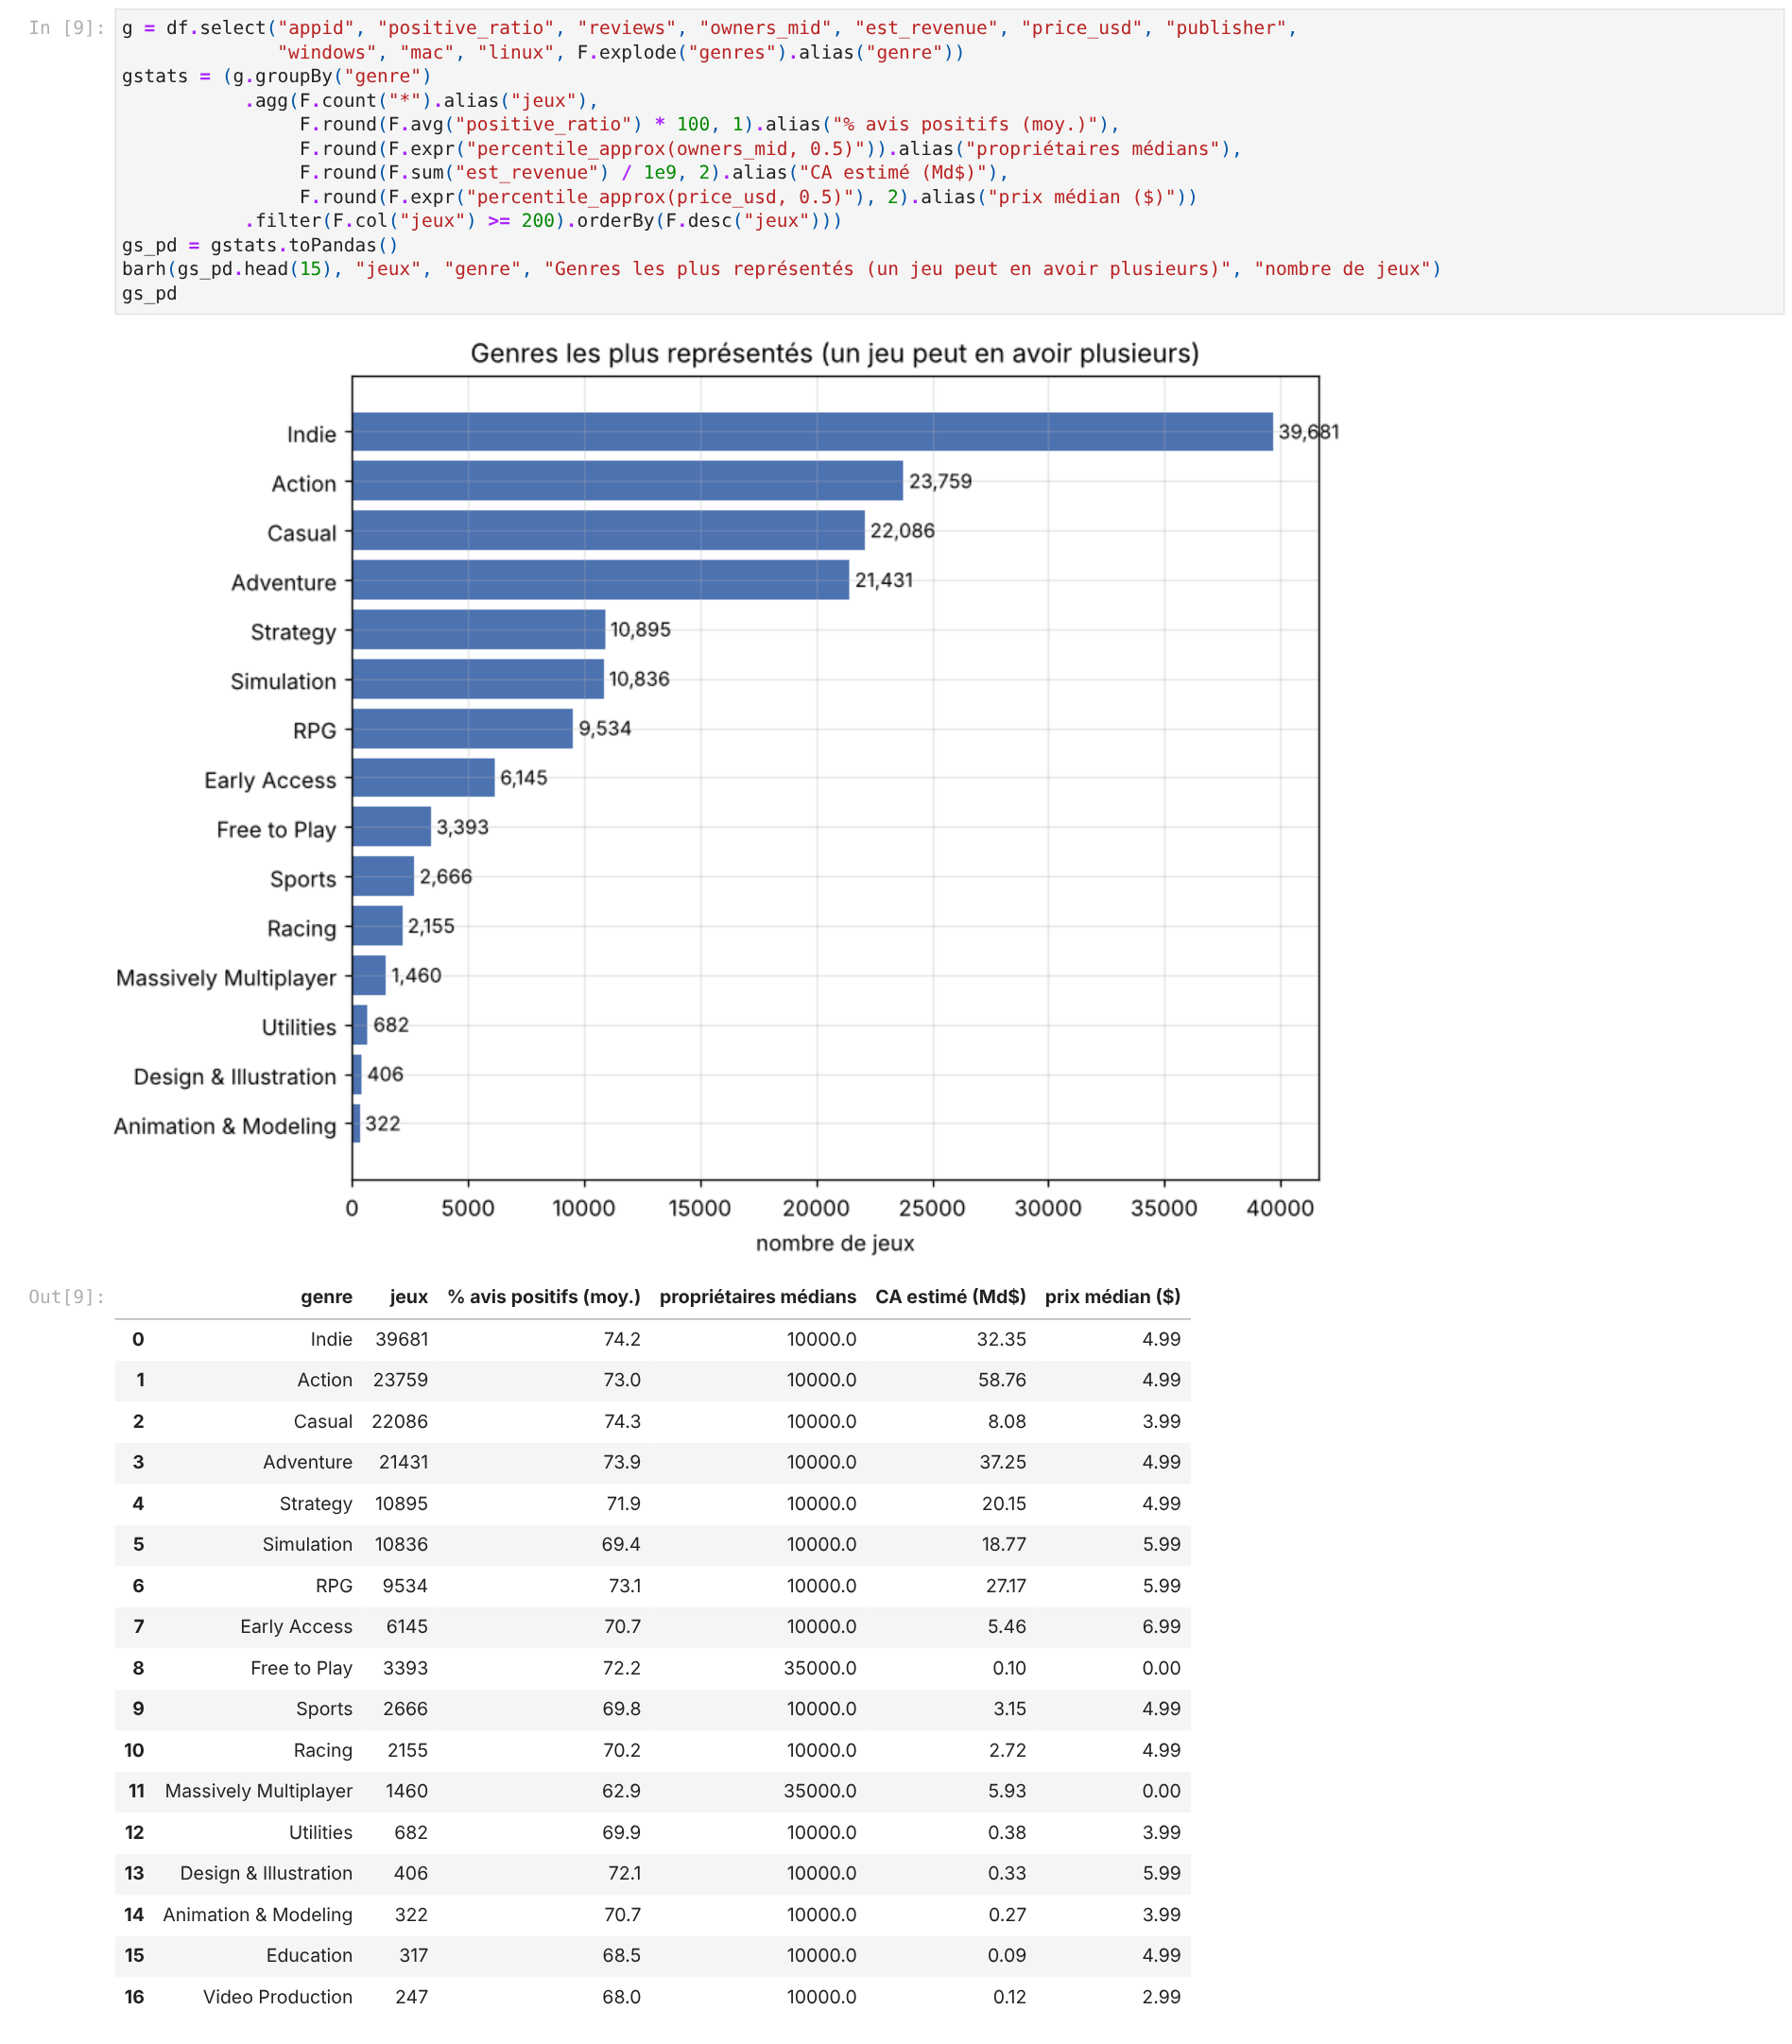 In [9]:
g = df.select("appid", "positive_ratio", "reviews", "owners_mid", "est_revenue", "price_usd", "publisher",
              "windows", "mac", "linux", F.explode("genres").alias("genre"))
gstats = (g.groupBy("genre")
           .agg(F.count("*").alias("jeux"),
                F.round(F.avg("positive_ratio") * 100, 1).alias("% avis positifs (moy.)"),
                F.round(F.expr("percentile_approx(owners_mid, 0.5)")).alias("propriétaires médians"),
                F.round(F.sum("est_revenue") / 1e9, 2).alias("CA estimé (Md$)"),
                F.round(F.expr("percentile_approx(price_usd, 0.5)"), 2).alias("prix médian ($)"))
           .filter(F.col("jeux") >= 200).orderBy(F.desc("jeux")))
gs_pd = gstats.toPandas()
barh(gs_pd.head(15), "jeux", "genre", "Genres les plus représentés (un jeu peut en avoir plusieurs)", "nombre de jeux")
gs_pd
Genres les plus représentés (un jeu peut en avoir plusieurs)
Indie 39,681
Action 23,759
Casual 22,086
Adventure 21,431
Strategy 10,895
Simulation 10,836
RPG 9,534
Early Access 6,145
Free to Play 3,393
Sports 2,666
Racing 2,155
Massively Multiplayer 1,460
Utilities 682
Design & Illustration 406
Animation & Modeling 322
0 5000 10000 15000 20000 25000 30000 35000 40000
nombre de jeux
Out[9]:
genre jeux % avis positifs (moy.) propriétaires médians CA estimé (Md$) prix médian ($)
0 Indie 39681 74.2 10000.0 32.35 4.99
1 Action 23759 73.0 10000.0 58.76 4.99
2 Casual 22086 74.3 10000.0 8.08 3.99
3 Adventure 21431 73.9 10000.0 37.25 4.99
4 Strategy 10895 71.9 10000.0 20.15 4.99
5 Simulation 10836 69.4 10000.0 18.77 5.99
6 RPG 9534 73.1 10000.0 27.17 5.99
7 Early Access 6145 70.7 10000.0 5.46 6.99
8 Free to Play 3393 72.2 35000.0 0.10 0.00
9 Sports 2666 69.8 10000.0 3.15 4.99
10 Racing 2155 70.2 10000.0 2.72 4.99
11 Massively Multiplayer 1460 62.9 35000.0 5.93 0.00
12 Utilities 682 69.9 10000.0 0.38 3.99
13 Design & Illustration 406 72.1 10000.0 0.33 5.99
14 Animation & Modeling 322 70.7 10000.0 0.27 3.99
15 Education 317 68.5 10000.0 0.09 4.99
16 Video Production 247 68.0 10000.0 0.12 2.99